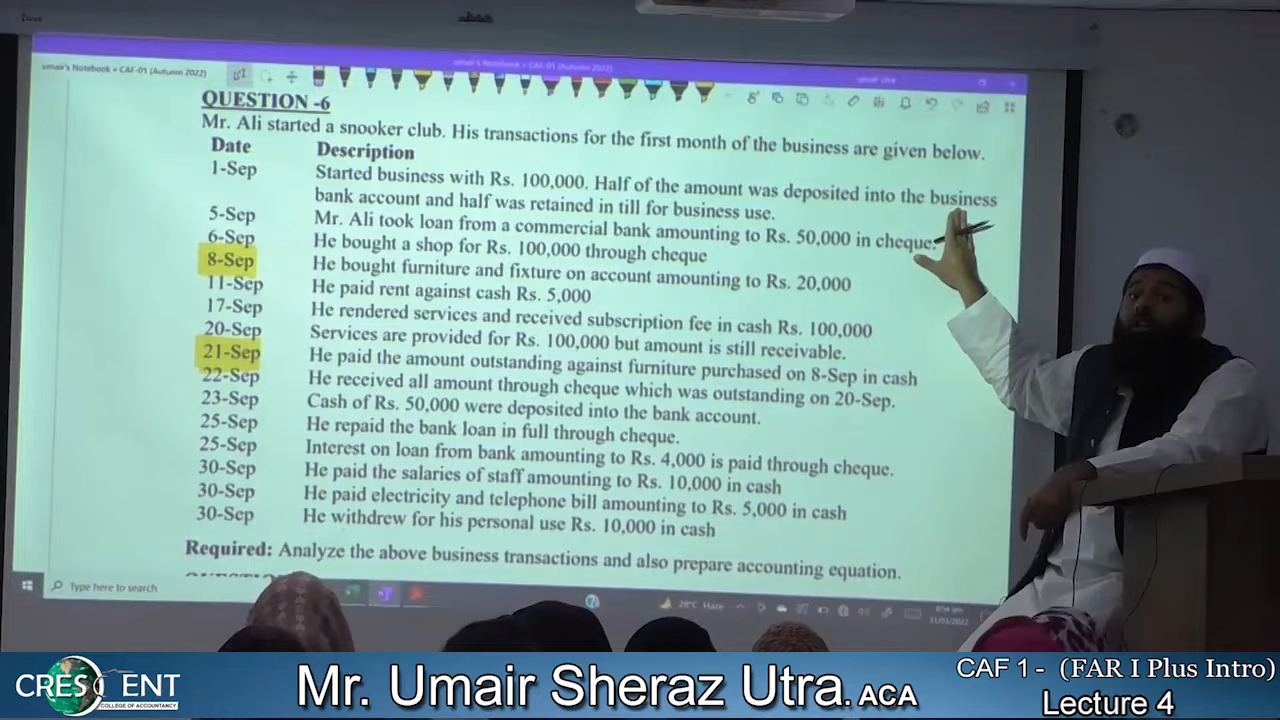 umair's Notebook » CAF-01 (Autumn 2022)
umair's Notebook » CAF-01 (Autumn 2022)
QUESTION -6
Mr. Ali started a snooker club. His transactions for the first month of the business are given below.
Date Description
1-Sep Started business with Rs. 100,000. Half of the amount was deposited into the business
bank account and half was retained in till for business use.
5-Sep Mr. Ali took loan from a commercial bank amounting to Rs. 50,000 in cheque.
6-Sep He bought a shop for Rs. 100,000 through cheque
8-Sep He bought furniture and fixture on account amounting to Rs. 20,000
11-Sep He paid rent against cash Rs. 5,000
17-Sep He rendered services and received subscription fee in cash Rs. 100,000
20-Sep Services are provided for Rs. 100,000 but amount is still receivable.
21-Sep He paid the amount outstanding against furniture purchased on 8-Sep in cash
22-Sep He received all amount through cheque which was outstanding on 20-Sep.
23-Sep Cash of Rs. 50,000 were deposited into the bank account.
25-Sep He repaid the bank loan in full through cheque.
25-Sep Interest on loan from bank amounting to Rs. 4,000 is paid through cheque.
30-Sep He paid the salaries of staff amounting to Rs. 10,000 in cash
30-Sep He paid electricity and telephone bill amounting to Rs. 5,000 in cash
30-Sep He withdrew for his personal use Rs. 10,000 in cash
Required: Analyze the above business transactions and also prepare accounting equation.
Type here to search
28°C Haze
CRESCENT
COLLEGE OF ACCOUNTANCY
Mr. Umair Sheraz Utra. ACA
CAF 1 - (FAR I Plus Intro)
Lecture 4